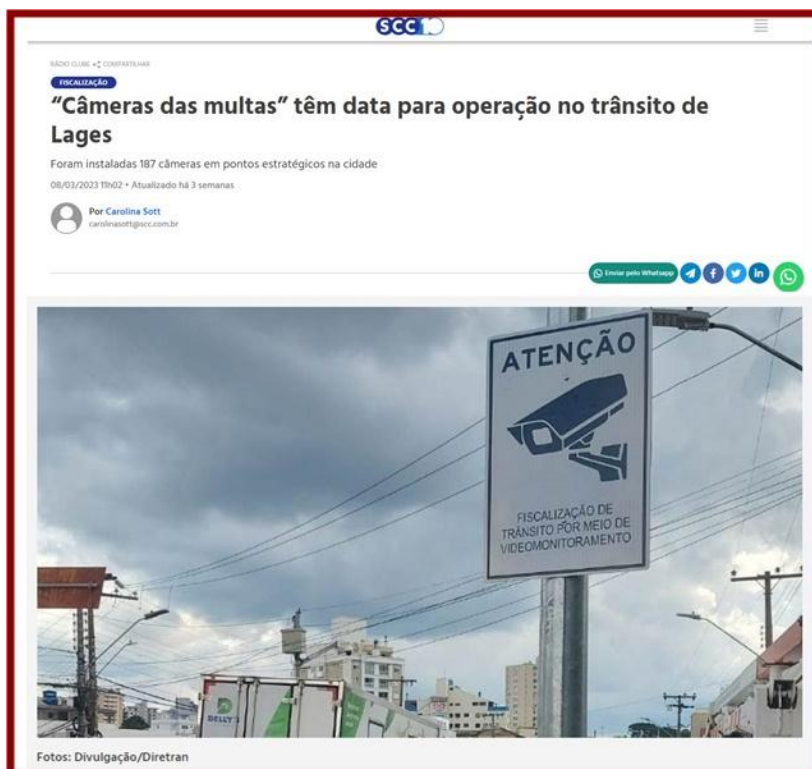 SCC10
RÁDIO CLUBE COMPARTILHAR
FISCALIZAÇÃO
“Câmeras das multas” têm data para operação no trânsito de
Lages
Foram instaladas 187 câmeras em pontos estratégicos na cidade
08/03/2023 11h02 • Atualizado há 3 semanas
Por Carolina Sott
carolinasott@scc.com.br
Enviar pelo Whatsapp
ATENÇÃO
FISCALIZAÇÃO DE
TRÂNSITO POR MEIO DE
VIDEOMONITORAMENTO
BELLY'S
Fotos: Divulgação/Diretran